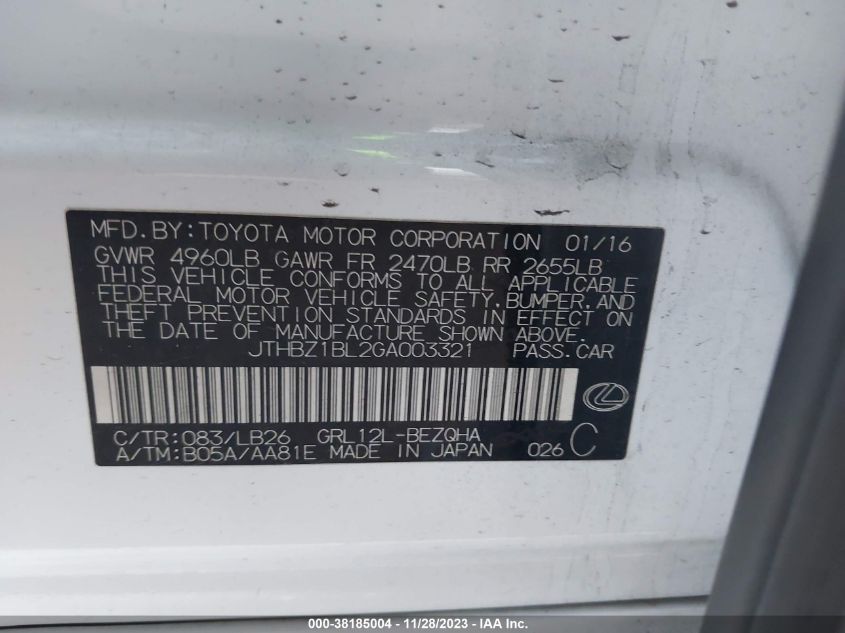 MFD.BY:TOYOTA MOTOR CORPORATION 01/16
GVWR 4960LB GAWR FR 2470LB RR 2655LB
THIS VEHICLE CONFORMS TO ALL APPLICABLE
FEDERAL MOTOR VEHICLE SAFETY,BUMPER,AND
THEFT PREVENTION STANDARDS IN EFFECT ON
THE DATE OF MANUFACTURE SHOWN ABOVE.
JTHBZ1BL2GA003321 PASS.CAR
C/TR:083/LB26 GRL12L-BEZQHA
A/TM:B05A/AA81E MADE IN JAPAN 026 C
000-38185004 — 11/28/2023 — IAA Inc.